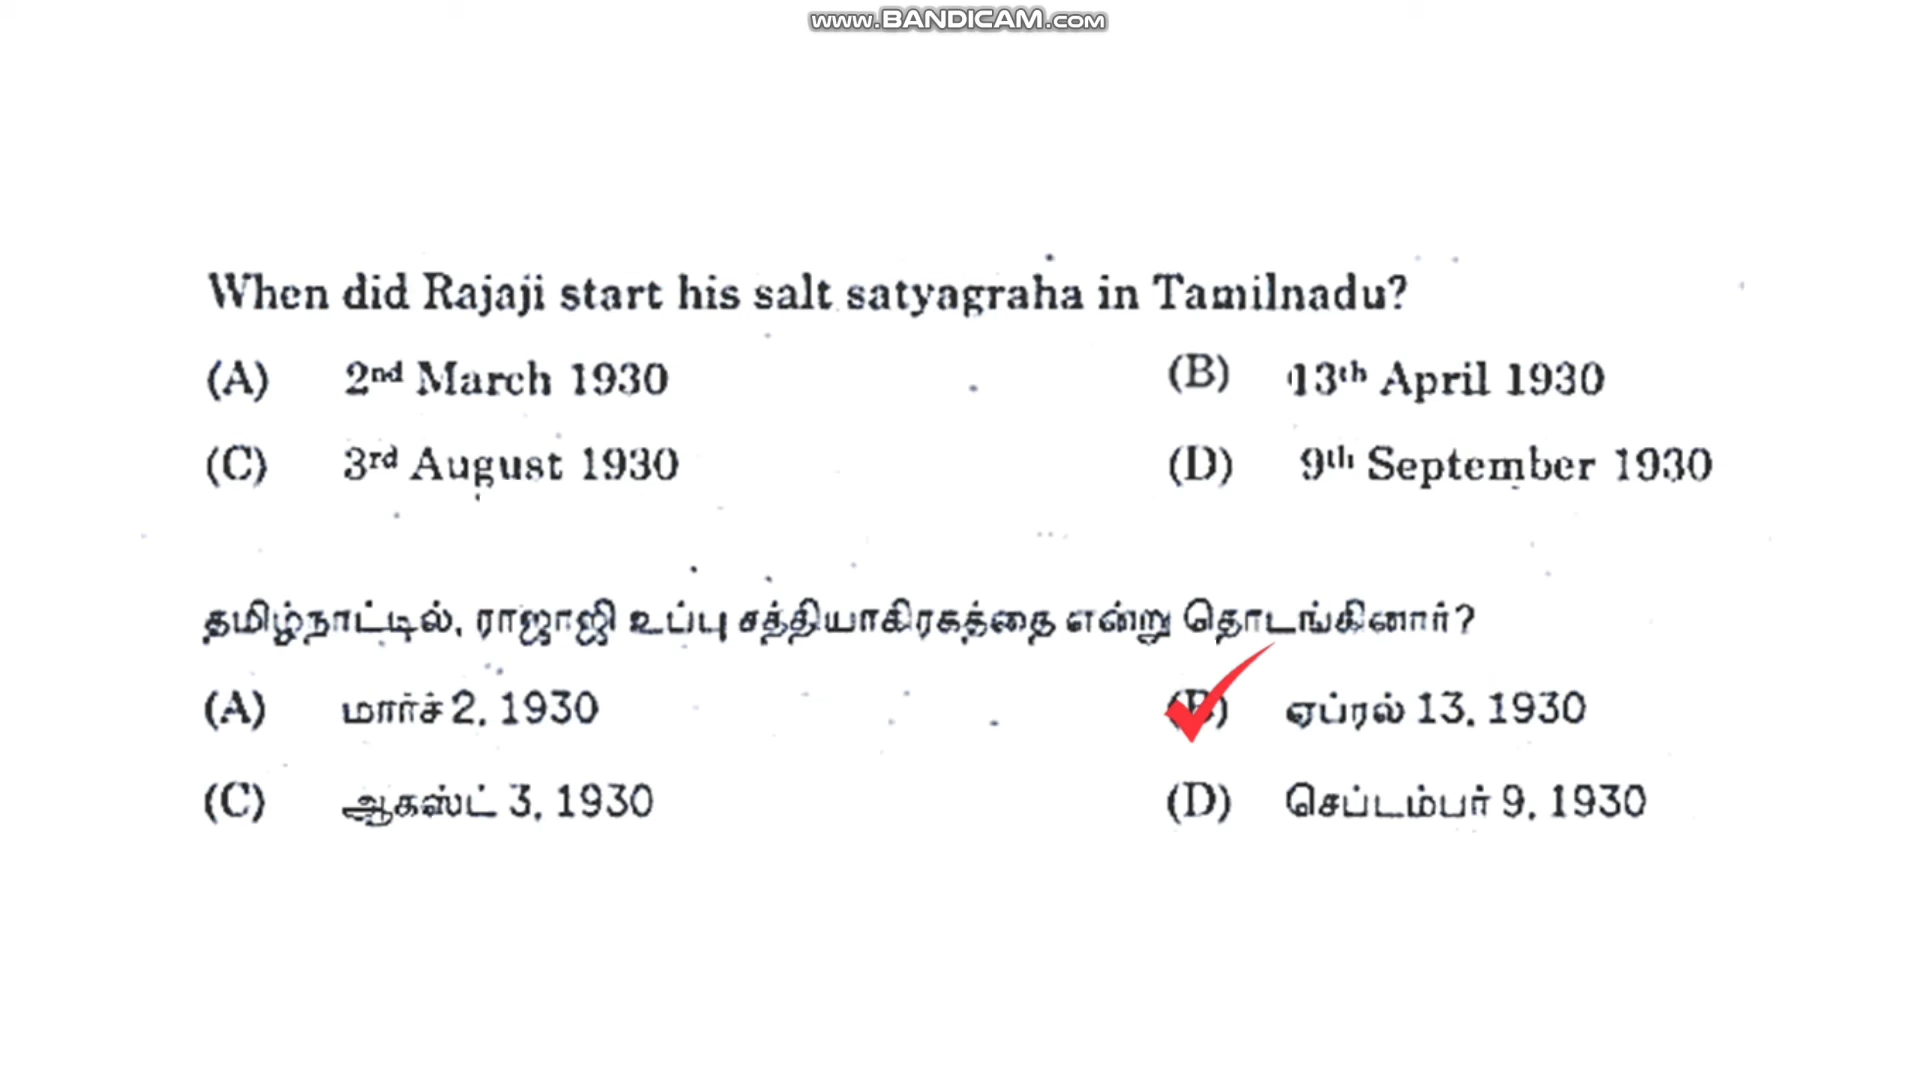 www.BANDICAM.com
When did Rajaji start his salt satyagraha in Tamilnadu?
(A) 2nd March 1930 (B) 13th April 1930
(C) 3rd August 1930 (D) 9th September 1930
தமிழ்நாட்டில், ராஜாஜி உப்பு சத்தியாகிரகத்தை என்று தொடங்கினார்?
(A) மார்ச் 2, 1930 (B) ஏப்ரல் 13, 1930
(C) ஆகஸ்ட் 3, 1930 (D) செப்டம்பர் 9, 1930